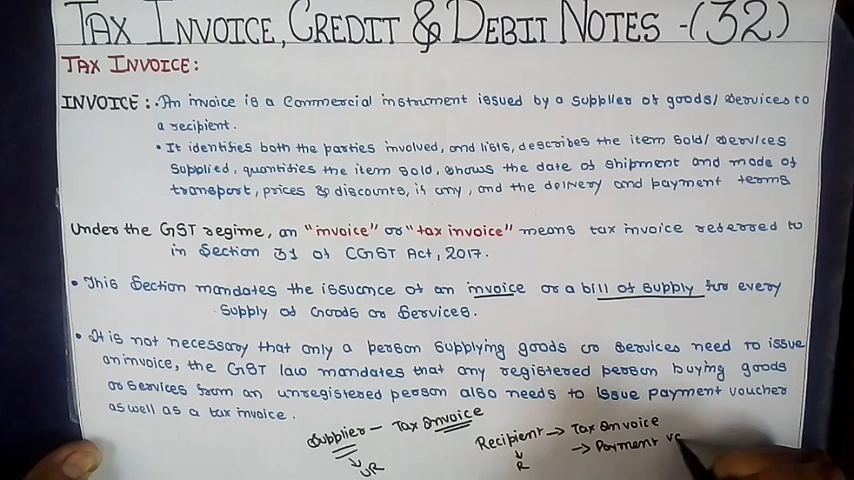 TAX INVOICE, CREDIT & DEBIT NOTES -(32)
TAX INVOICE:
INVOICE: • An invoice is a Commercial instrument issued by a supplier of goods/services to
a recipient.
• It identifies both the parties involved, and lists, describes the item sold/services
supplied, quantifies the item sold, shows the date of shipment and mode of
transport, prices & discounts, if any, and the delivery and payment terms
Under the GST regime, an "invoice" or "tax invoice" means tax invoice referred to
in Section 31 of CGST Act, 2017.
• This Section mandates the issuance of an invoice or a bill of supply for every
supply of Goods or Services.
• It is not necessary that only a person supplying goods or services need to issue
an invoice, the GST law mandates that any registered person buying goods
or services from an unregistered person also needs to issue payment voucher
as well as a tax invoice.
Supplier - Tax Invoice
↘ UR
Recipient → Tax Invoice
↓ R → Payment vo